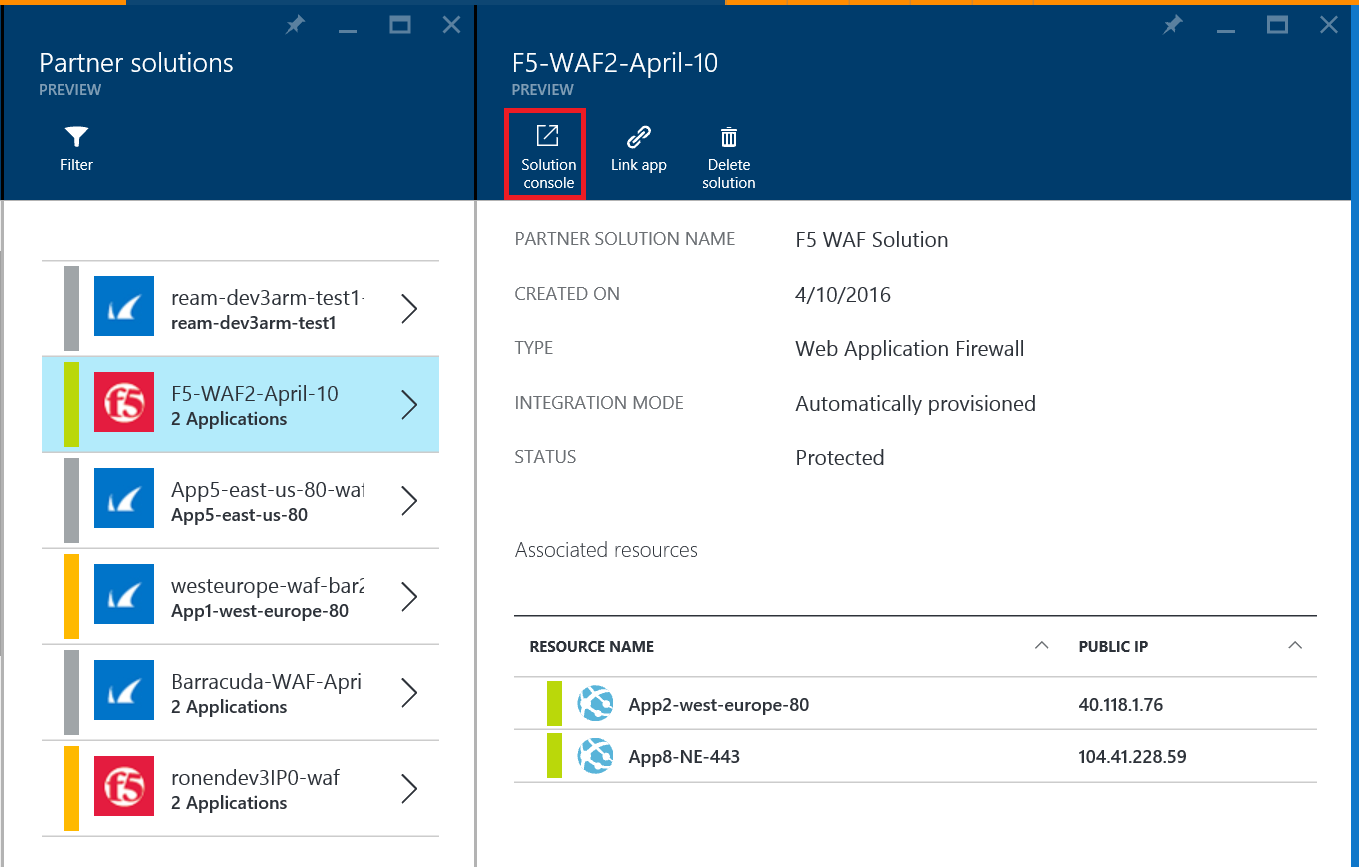 Partner solutions
PREVIEW
Filter
ream-dev3arm-test1-
ream-dev3arm-test1
F5-WAF2-April-10
2 Applications
App5-east-us-80-waf
App5-east-us-80
westeurope-waf-bar2
App1-west-europe-80
Barracuda-WAF-Apri
2 Applications
ronendev3IP0-waf
2 Applications
F5-WAF2-April-10
PREVIEW
Solution
console
Link app
Delete
solution
PARTNER SOLUTION NAME F5 WAF Solution
CREATED ON 4/10/2016
TYPE Web Application Firewall
INTEGRATION MODE Automatically provisioned
STATUS Protected
Associated resources
RESOURCE NAME PUBLIC IP
App2-west-europe-80 40.118.1.76
App8-NE-443 104.41.228.59